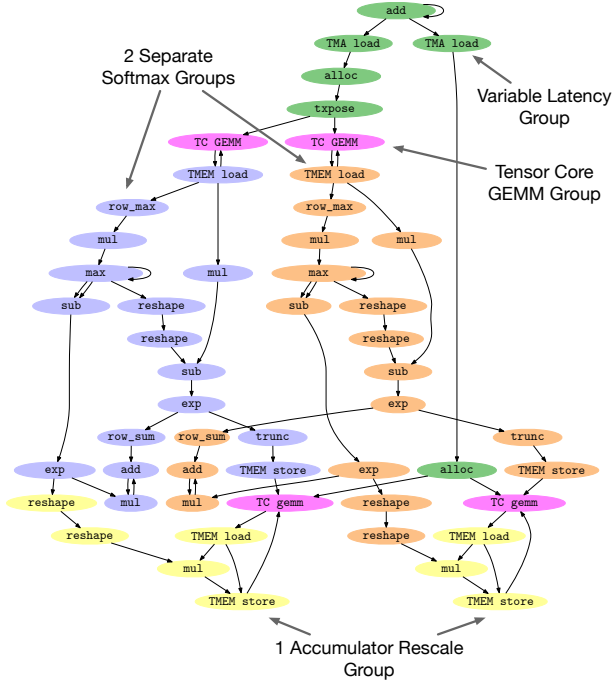 add
TMA load
TMA load
2 Separate
Softmax Groups
alloc
Variable Latency
Group
txpose
TC GEMM
TC GEMM
Tensor Core
GEMM Group
TMEM load
TMEM load
row_max
row_max
mul
mul
mul
max
mul
max
sub
reshape
sub
reshape
reshape
reshape
sub
sub
exp
exp
row_sum
row_sum
trunc
trunc
exp
add
TMEM store
add
exp
alloc
TMEM store
reshape
mul
mul
TC gemm
reshape
TC gemm
reshape
TMEM load
reshape
TMEM load
mul
mul
TMEM store
TMEM store
1 Accumulator Rescale
Group